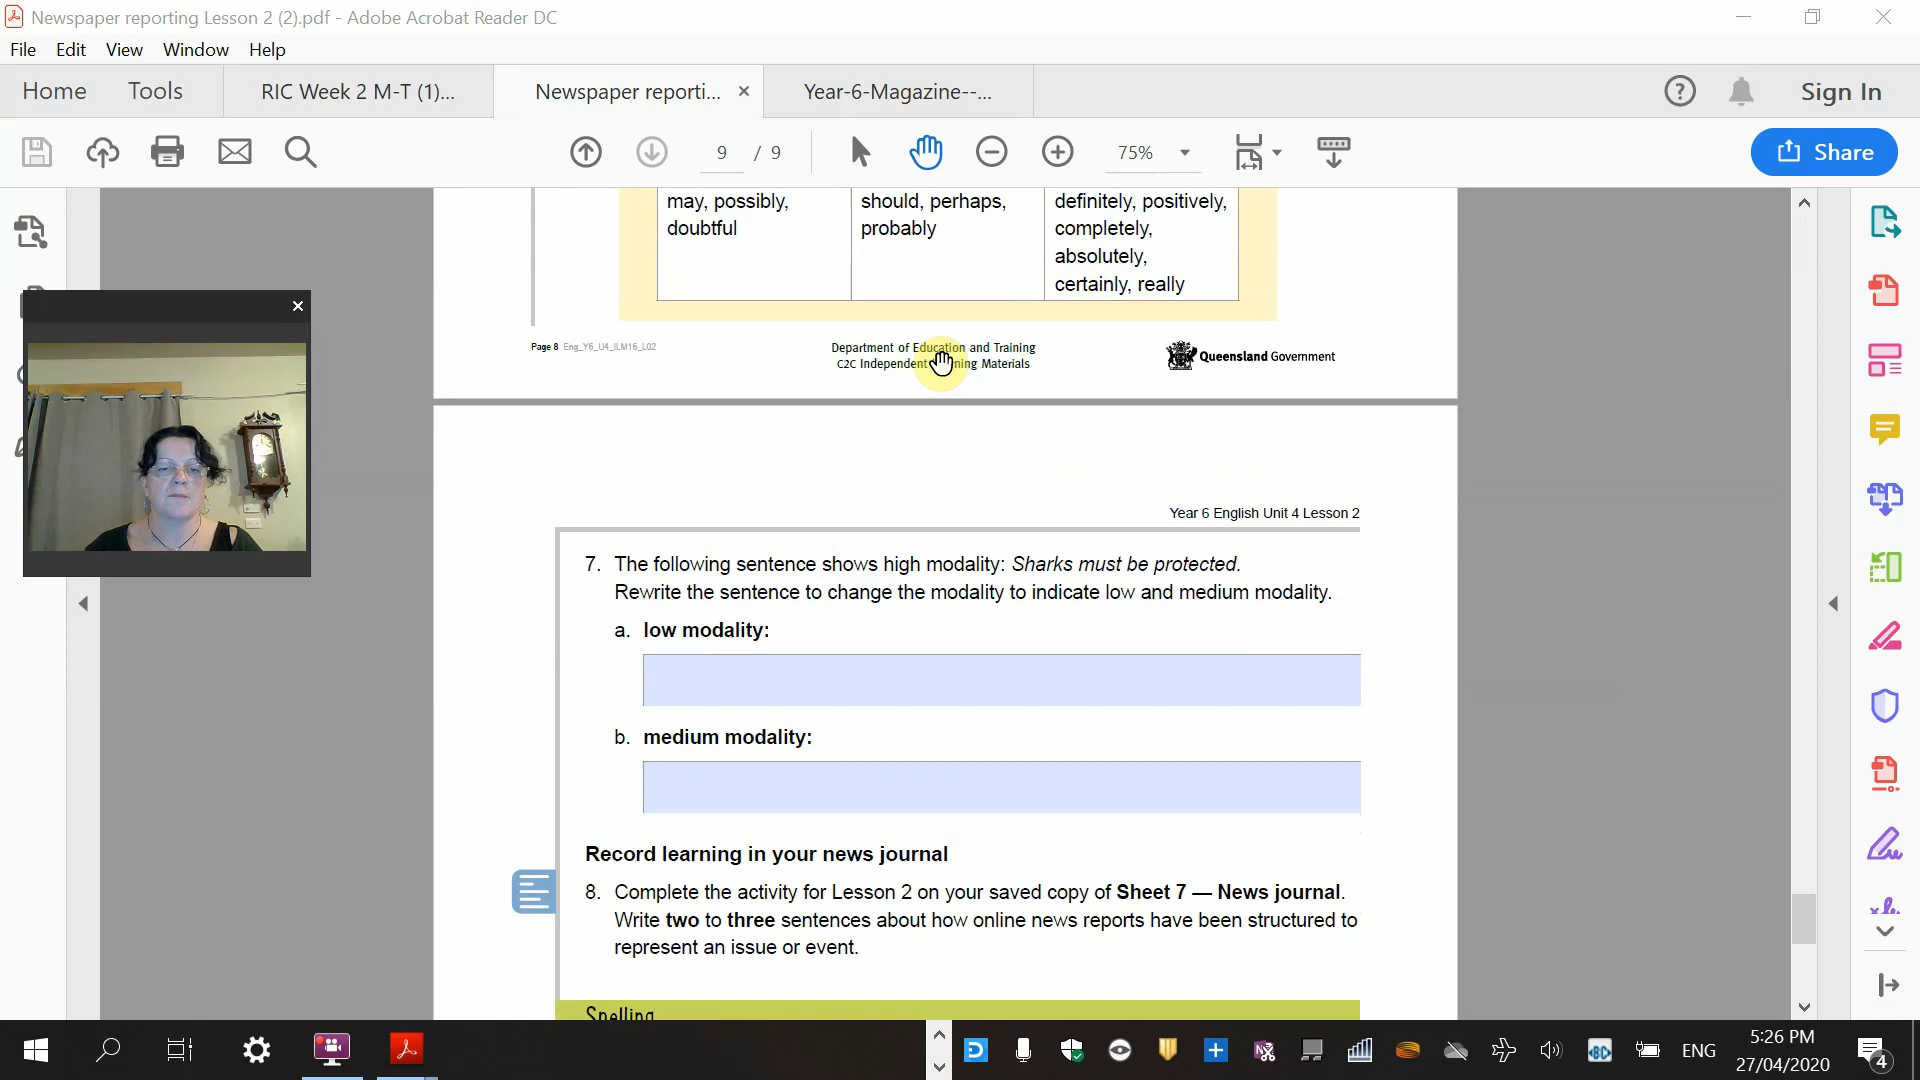 Newspaper reporting Lesson 2 (2).pdf - Adobe Acrobat Reader DC
File Edit View Window Help
Home Tools RIC Week 2 M-T (1)... Newspaper reporti... × Year-6-Magazine--... Sign In
9 / 9 75% Share
may, possibly, should, perhaps, definitely, positively,
doubtful probably completely,
absolutely,
certainly, really
Page 8 Eng_Y6_U4_ILM16_L02 Department of Education and Training Queensland Government
C2C Independent Materials
Year 6 English Unit 4 Lesson 2
7. The following sentence shows high modality: Sharks must be protected.
Rewrite the sentence to change the modality to indicate low and medium modality.
a. low modality:
b. medium modality:
Record learning in your news journal
8. Complete the activity for Lesson 2 on your saved copy of Sheet 7 — News journal.
Write two to three sentences about how online news reports have been structured to
represent an issue or event.
Spelling
ENG 5:26 PM
27/04/2020 4